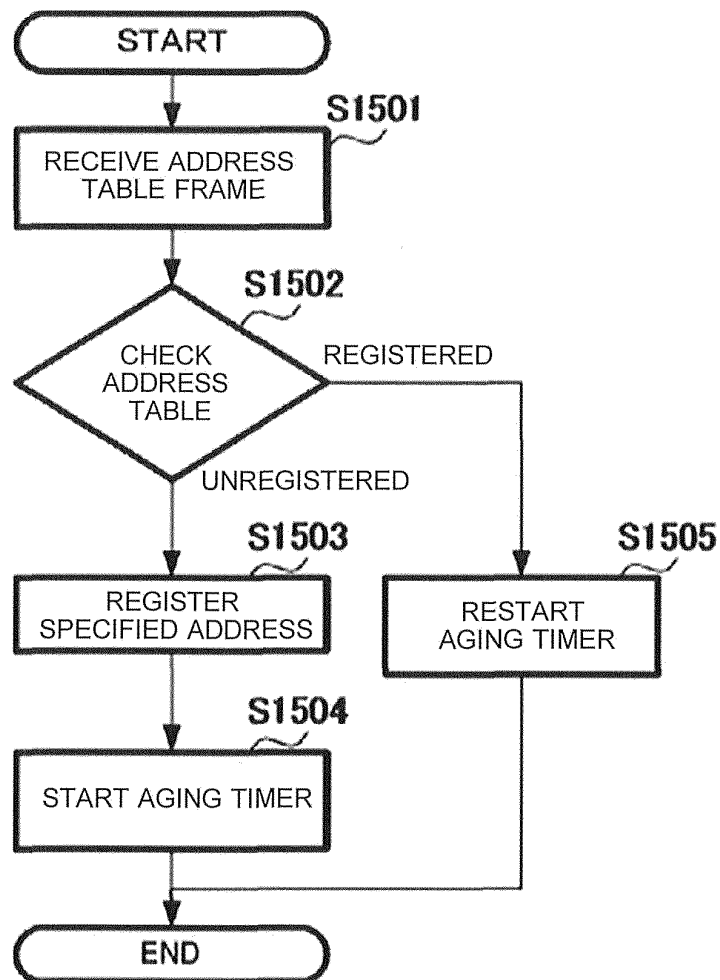 START
S1501
RECEIVE ADDRESS
TABLE FRAME
S1502
CHECK
ADDRESS
TABLE
REGISTERED
UNREGISTERED
S1503
REGISTER
SPECIFIED ADDRESS
S1505
RESTART
AGING TIMER
S1504
START AGING TIMER
END